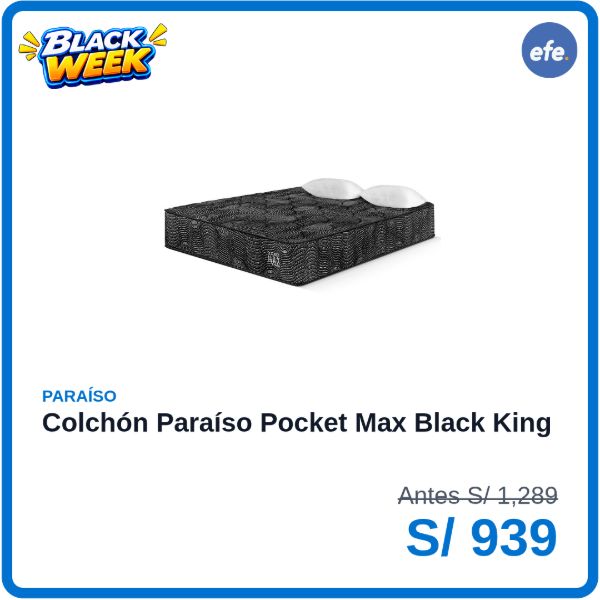 BLACK
WEEK
efe.
PARAÍSO
Colchón Paraíso Pocket Max Black King
Antes S/ 1,289
S/ 939